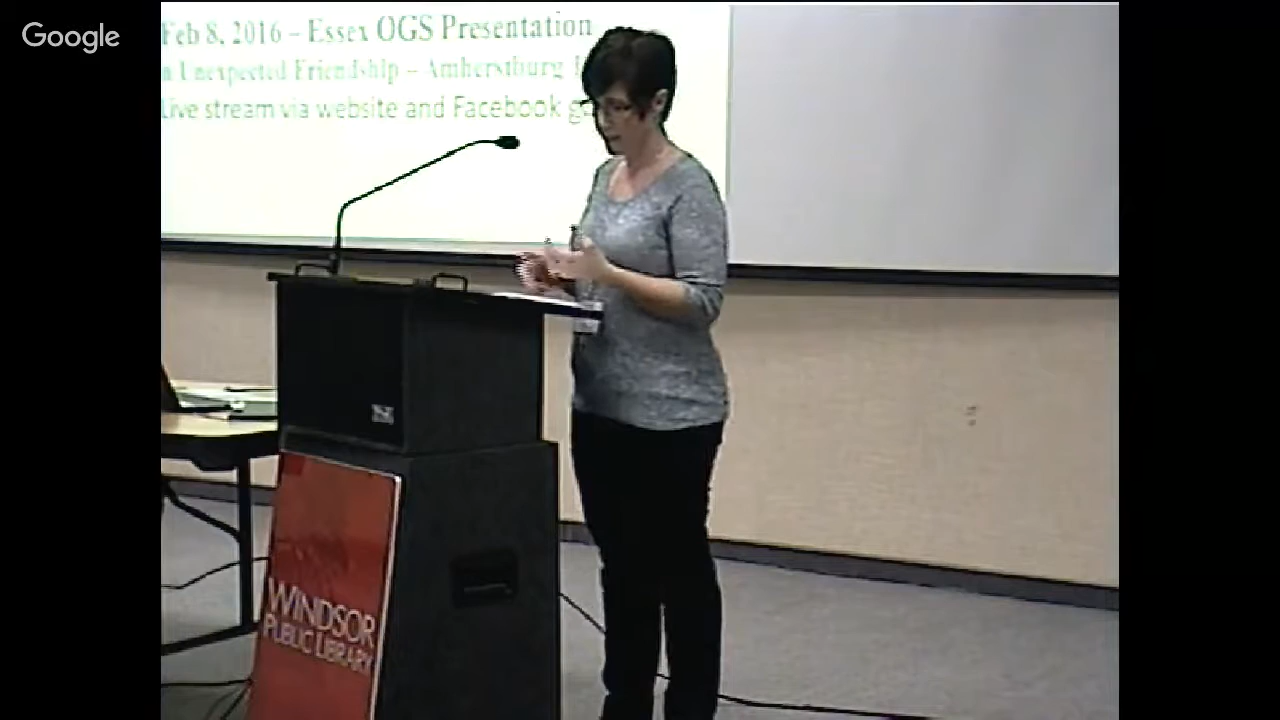 Google
Feb 8, 2016 – Essex OGS Presentation
n Unexpected Friendship – Amherstburg
Live stream via website and Facebook
WINDSOR
PUBLIC LIBRARY